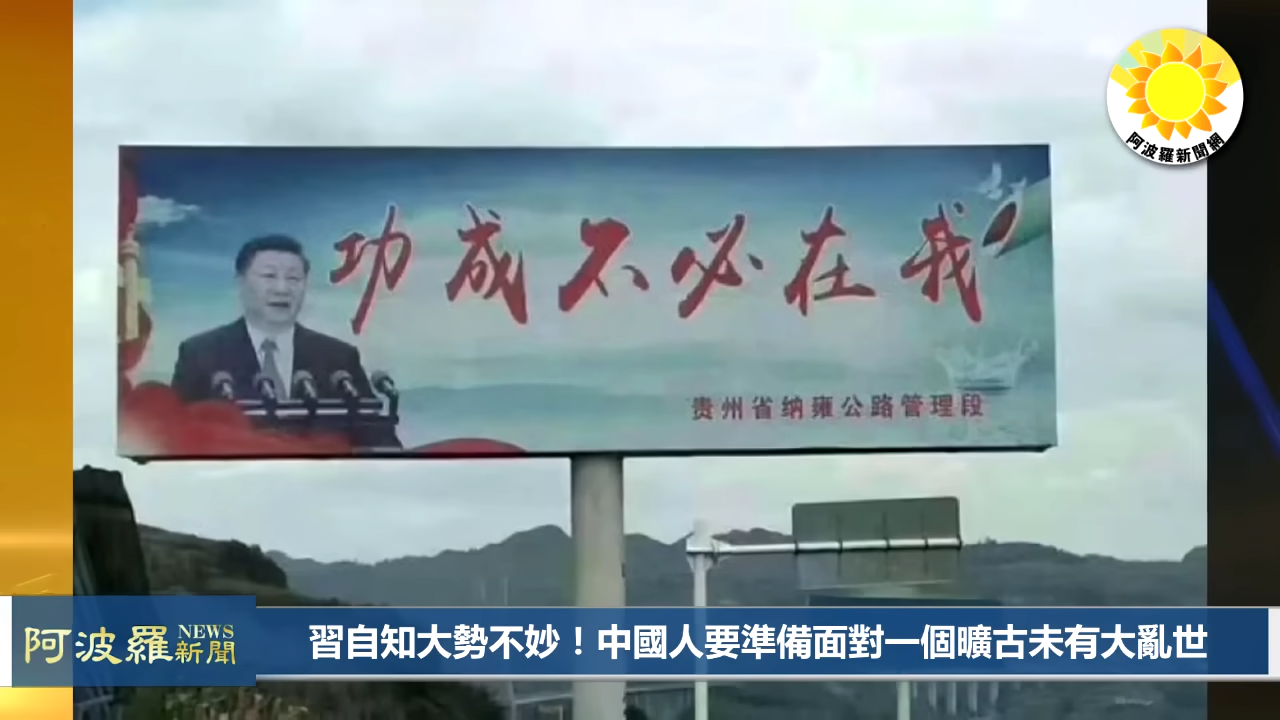 阿波羅新聞網
功成不必在我
贵州省纳雍公路管理段
阿波羅 NEWS 新聞
習自知大勢不妙！中國人要準備面對一個曠古未有大亂世